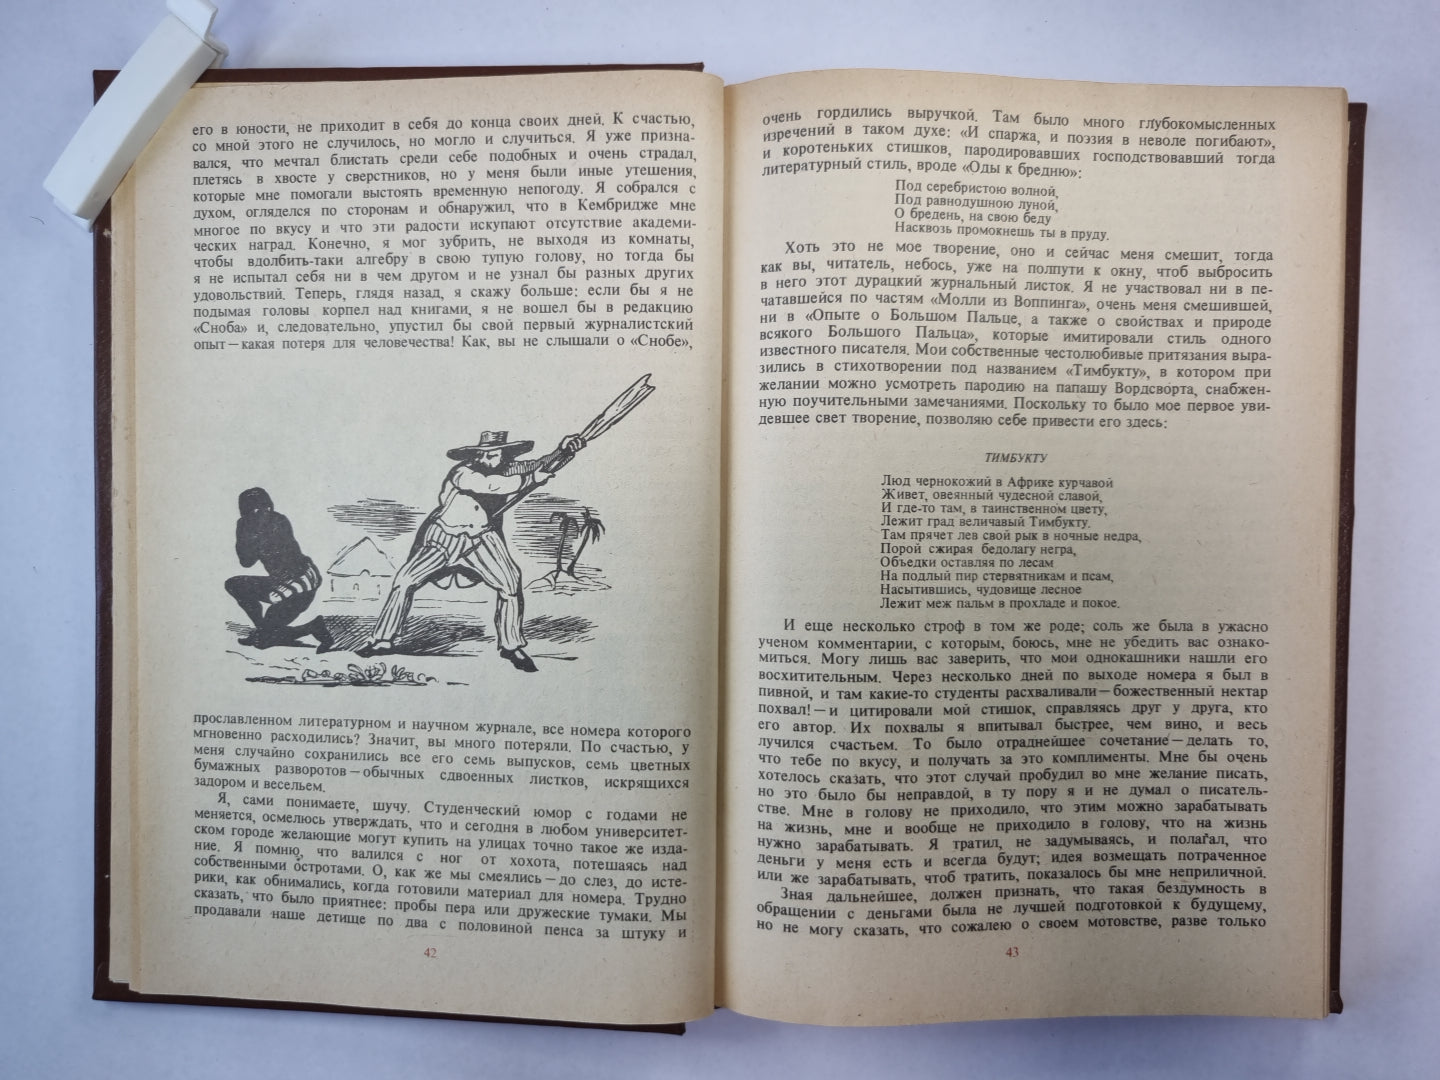 его в юности, не приходит в себя до конца своих дней. К счастью,
со мной этого не случилось, но могло и случиться. Я уже призна-
вался, что мечтал блистать среди себе подобных и очень страдал,
плетясь в хвосте у сверстников, но у меня были иные утешения,
которые мне помогали выстоять временную непогоду. Я собрался с
духом, огляделся по сторонам и обнаружил, что в Кембридже мне
многое по вкусу и что эти радости искупают отсутствие академи-
ческих наград. Конечно, я мог зубрить, не выходя из комнаты,
чтобы вдолбить-таки алгебру в свою тупую голову, но тогда бы
я не испытал себя ни в чем другом и не узнал бы разных других
удовольствий. Теперь, глядя назад, я скажу больше: если бы я не
подымая головы корпел над книгами, я не вошел бы в редакцию
«Сноба» и, следовательно, упустил бы свой первый журналистский
опыт — какая потеря для человечества! Как, вы не слышали о «Снобе»,
прославленном литературном и научном журнале, все номера которого
мгновенно расходились? Значит, вы много потеряли. По счастью, у
меня случайно сохранились все его семь выпусков, семь цветных
бумажных разворотов — обычных сдвоенных листков, искрящихся
задором и весельем.
Я, сами понимаете, шучу. Студенческий юмор с годами не
меняется, осмелюсь утверждать, что и сегодня в любом университет-
ском городе желающие могут купить на улицах точно такое же изда-
ние. Я помню, что валился с ног от хохота, потешаясь над
собственными остротами. О, как же мы смеялись — до слез, до исте-
рики, как обнимались, когда готовили материал для номера. Трудно
сказать, что было приятнее: пробы пера или дружеские тумаки. Мы
продавали наше детище по два с половиной пенса за штуку и
42
очень гордились выручкой. Там было много глубокомысленных
изречений в таком духе: «И спаржа, и поэзия в неволе погибают»,
и коротеньких стишков, пародировавших господствовавший тогда
литературный стиль, вроде «Оды к бредню»:
Под серебристою волной,
Под равнодушною луной,
О бредень, на свою беду
Насквозь промокнешь ты в пруду.
Хоть это не мое творение, оно и сейчас меня смешит, тогда
как вы, читатель, небось, уже на полпути к окну, чтоб выбросить
в него этот дурацкий журнальный листок. Я не участвовал ни в пе-
чатавшейся по частям «Молли из Воппинга», очень меня смешившей,
ни в «Опыте о Большом Пальце, а также о свойствах и природе
всякого Большого Пальца», которые имитировали стиль одного
известного писателя. Мои собственные честолюбивые притязания выра-
зились в стихотворении под названием «Тимбукту», в котором при
желании можно усмотреть пародию на папашу Вордсворта, снабжен-
ную поучительными замечаниями. Поскольку то было мое первое уви-
девшее свет творение, позволяю себе привести его здесь:
ТИМБУКТУ
Люд чернокожий в Африке курчавой
Живет, овеянный чудесной славой,
И где-то там, в таинственном цвету,
Лежит град величавый Тимбукту.
Там прячет лев свой рык в ночные недра,
Порой сжирая бедолагу негра,
Объедки оставляя по лесам
На подлый пир стервятникам и псам,
Насытившись, чудовище лесное
Лежит меж пальм в прохладе и покое.
И еще несколько строф в том же роде; соль же была в ужасно
ученом комментарии, с которым, боюсь, мне не убедить вас ознако-
миться. Могу лишь вас заверить, что мои однокашники нашли его
восхитительным. Через несколько дней по выходе номера я был в
пивной, и там какие-то студенты расхваливали — божественный нектар
похвал! — и цитировали мой стишок, справляясь друг у друга, кто
его автор. Их похвалы я впитывал быстрее, чем вино, и весь
лучился счастьем. То было отраднейшее сочетание — делать то,
что тебе по вкусу, и получать за это комплименты. Мне бы очень
хотелось сказать, что этот случай пробудил во мне желание писать,
но это было бы неправдой, в ту пору я и не думал о писатель-
стве. Мне в голову не приходило, что этим можно зарабатывать
на жизнь, мне и вообще не приходило в голову, что на жизнь
нужно зарабатывать. Я тратил, не задумываясь, и полагал, что
деньги у меня есть и всегда будут; идея возмещать потраченное
или же зарабатывать, чтоб тратить, показалось бы мне неприличной.
Зная дальнейшее, должен признать, что такая бездумность в
обращении с деньгами была не лучшей подготовкой к будущему,
но не могу сказать, что сожалею о своем мотовстве, разве только
43